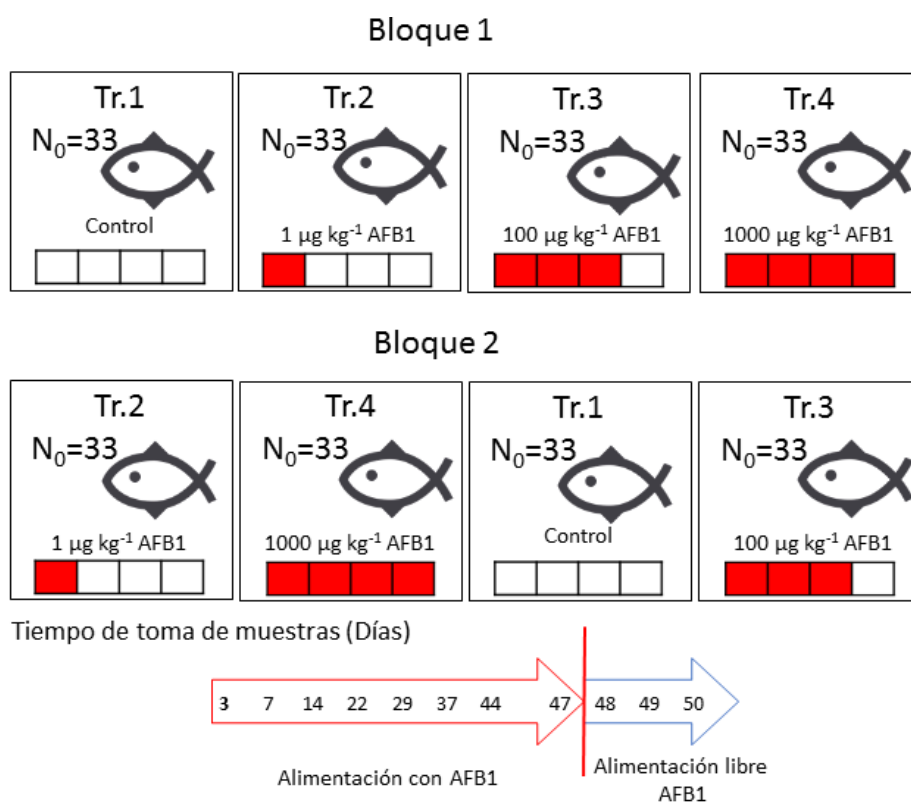 Bloque 1
Tr.1 Tr.2 Tr.3 Tr.4
N₀=33 N₀=33 N₀=33 N₀=33
Control 1 µg kg⁻¹ AFB1 100 µg kg⁻¹ AFB1 1000 µg kg⁻¹ AFB1
Bloque 2
Tr.2 Tr.4 Tr.1 Tr.3
N₀=33 N₀=33 N₀=33 N₀=33
1 µg kg⁻¹ AFB1 1000 µg kg⁻¹ AFB1 Control 100 µg kg⁻¹ AFB1
Tiempo de toma de muestras (Días)
3 7 14 22 29 37 44 47 48 49 50
Alimentación con AFB1
Alimentación libre
AFB1